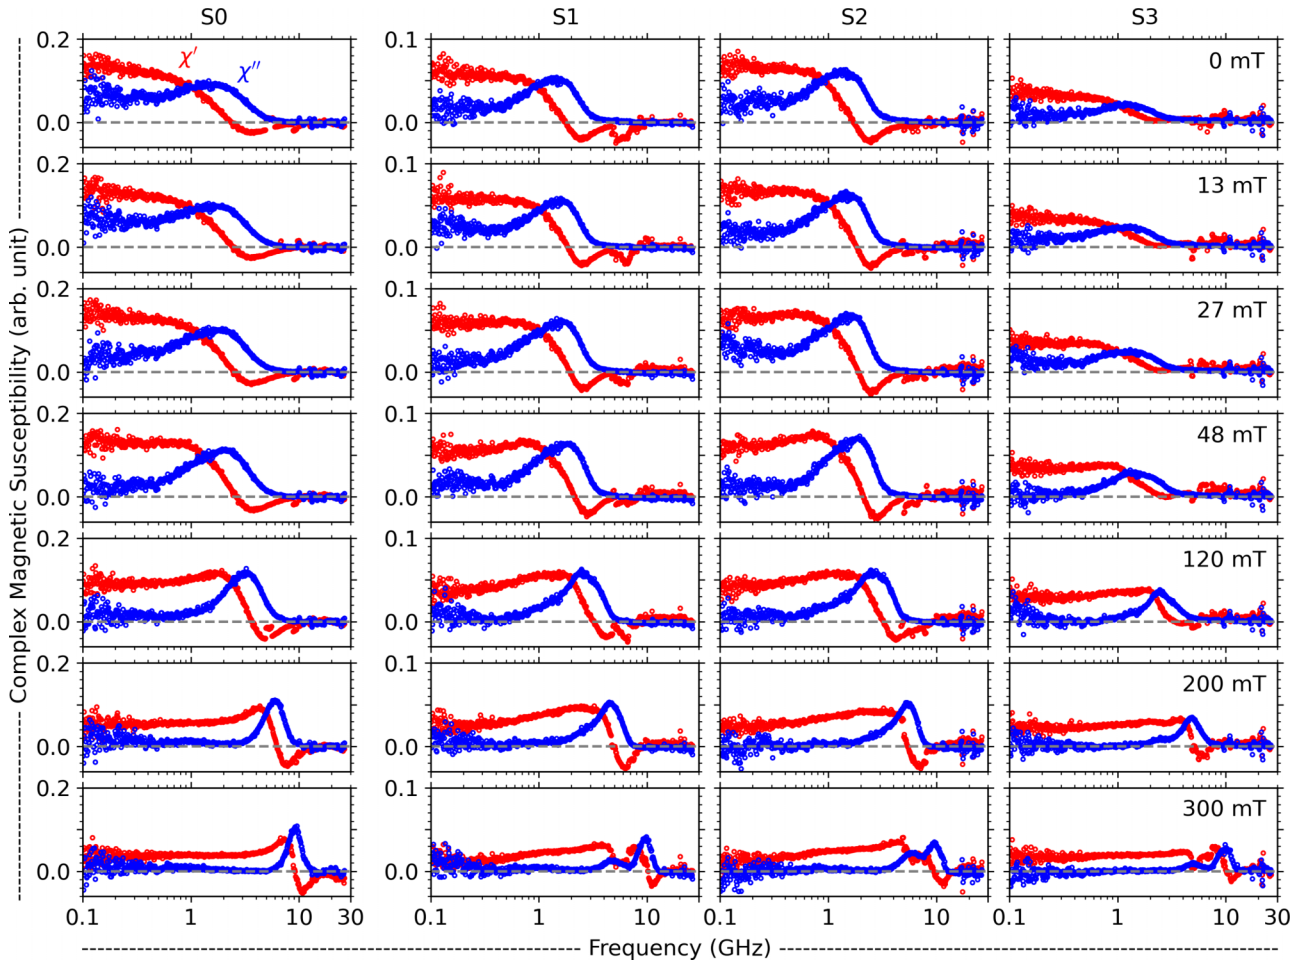 S0 S1 S2 S3
0.2 0.1 χ′ χ″ 0 mT
0.0 0.0
0.2 0.1 13 mT
0.0 0.0
0.2 0.1 27 mT
0.0 0.0
0.2 0.1 48 mT
0.0 0.0
0.2 0.1 120 mT
0.0 0.0
0.2 0.1 200 mT
0.0 0.0
0.2 0.1 300 mT
0.0 0.0
0.1 1 10 30 0.1 1 10 0.1 1 10 0.1 1 10 30
Frequency (GHz)
Complex Magnetic Susceptibility (arb. unit)